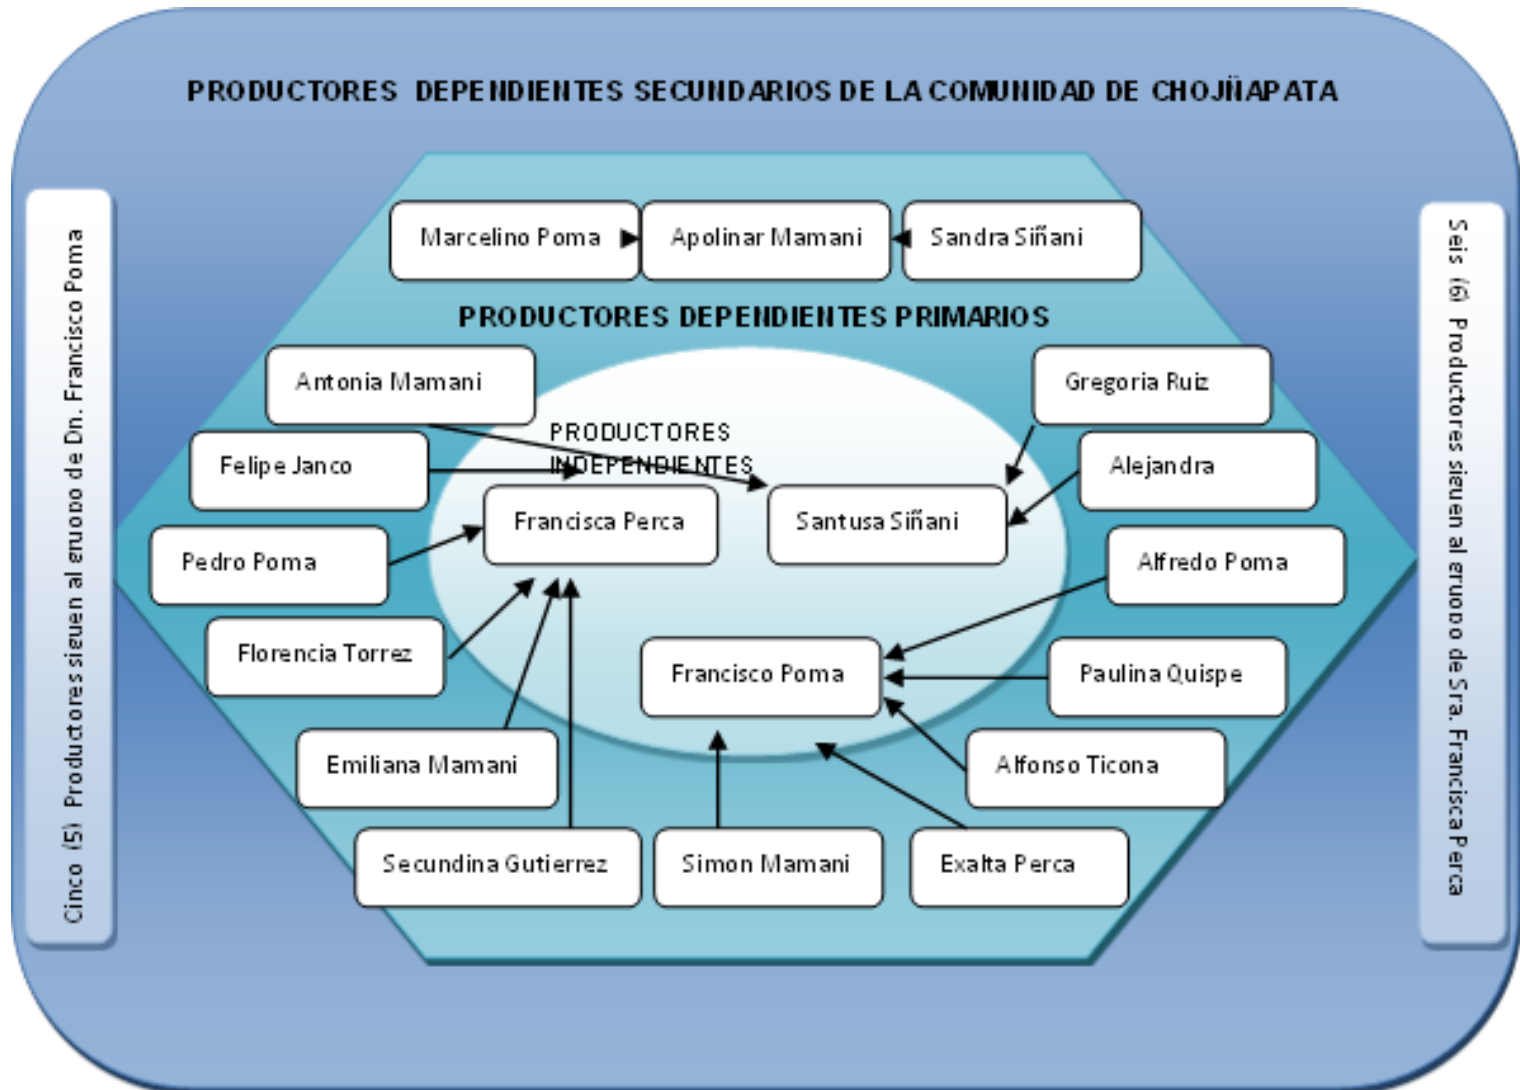 PRODUCTORES DEPENDIENTES SECUNDARIOS DE LA COMUNIDAD DE CHOJÑAPATA
Cinco (5) Productores siguen al grupo de Dn. Francisco Poma
Marcelino Poma
Apolinar Mamani
Sandra Siñani
PRODUCTORES DEPENDIENTES PRIMARIOS
Antonia Mamani
Gregoria Ruiz
PRODUCTORES
INDEPENDIENTES
Felipe Janco
Alejandra
Francisca Perca
Santusa Siñani
Pedro Poma
Alfredo Poma
Florencia Torrez
Francisco Poma
Paulina Quispe
Emiliana Mamani
Alfonso Ticona
Secundina Gutierrez
Simon Mamani
Exalta Perca
Seis (6) Productores siguen al grupo de Sra. Francisca Perca